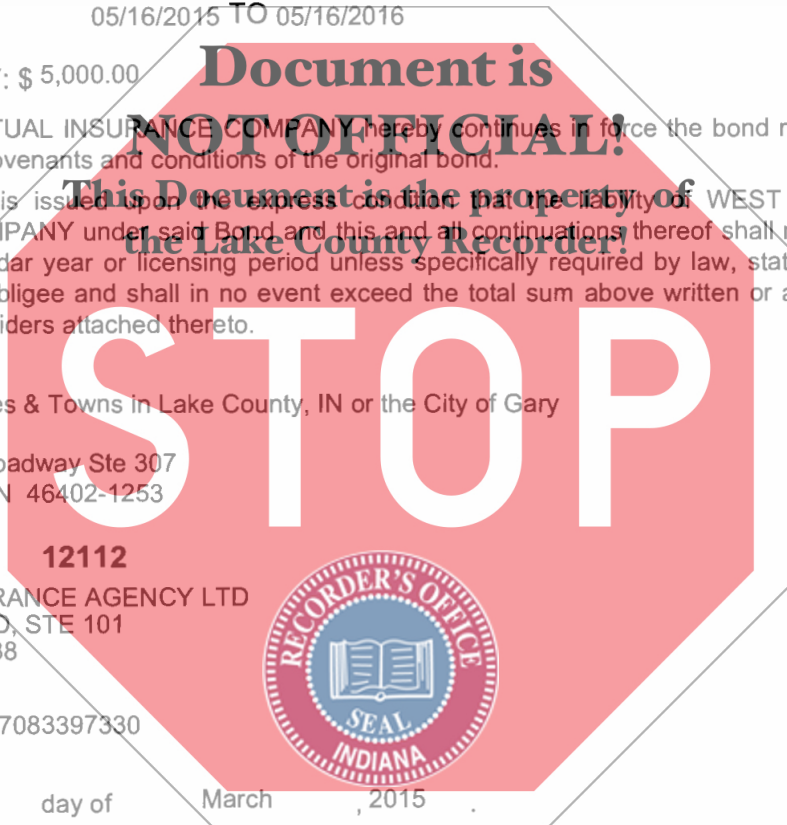 05/16/2015 TO 05/16/2016
Document is
: $ 5,000.00
NOT OFFICIAL!
TUAL INSURANCE COMPANY hereby continues in force the bond
ovenants and conditions of the original bond.
This Document is the property of
is issued upon the express condition that the liability of WEST
the Lake County Recorder!
MPANY under said Bond and this and all continuations thereof shall
dar year or licensing period unless specifically required by law, stat
bligee and shall in no event exceed the total sum above written or a
iders attached thereto.
STOP
es & Towns in Lake County, IN or the City of Gary
oadway Ste 307
N 46402-1253
12112
RANCE AGENCY LTD
D, STE 101
38
RECORDER'S OFFICE
SEAL
INDIANA
7083397330
day of March , 2015 .